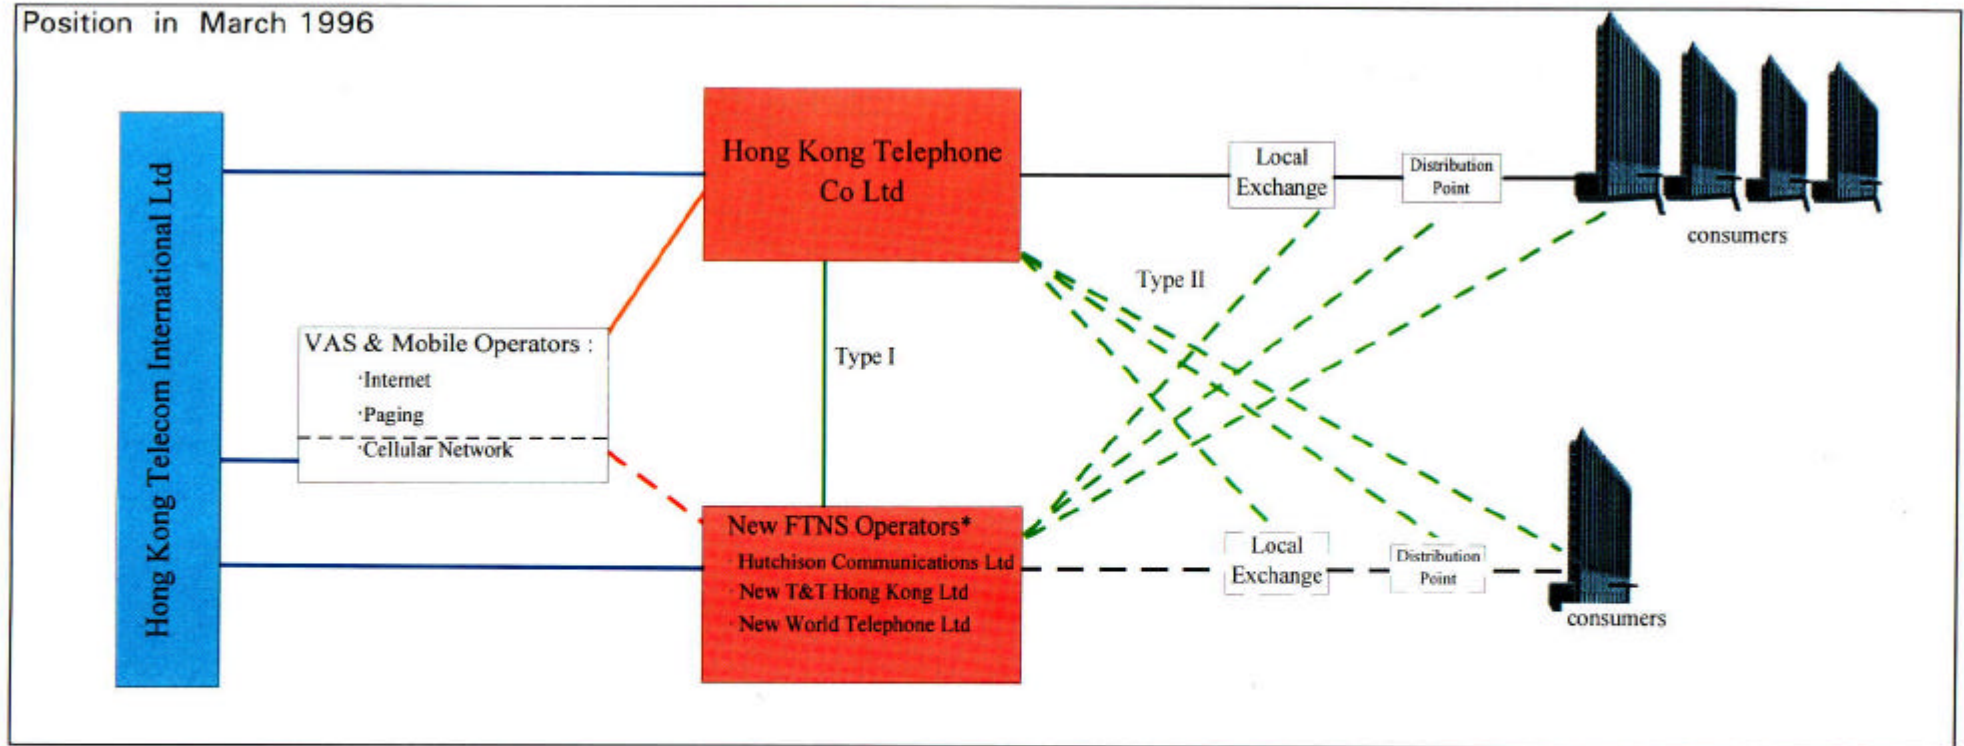 Position in March 1996
Hong Kong Telecom International Ltd
Hong Kong Telephone
Co Ltd
Local
Exchange
Distribution
Point
consumers
Type II
VAS & Mobile Operators :
·Internet
·Paging
·Cellular Network
Type I
New FTNS Operators*
Hutchison Communications Ltd
· New T&T Hong Kong Ltd
· New World Telephone Ltd
Local
Exchange
Distribution
Point
consumers